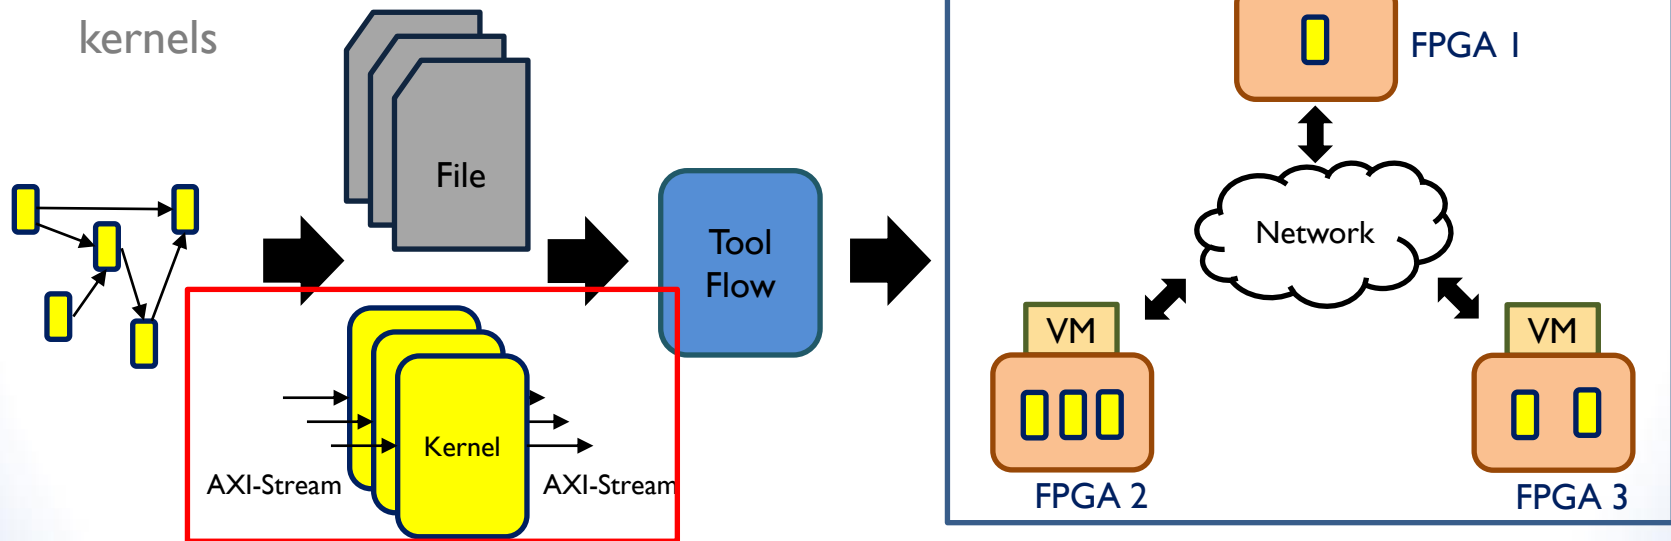 kernels
File
Tool
Flow
Kernel
AXI-Stream
AXI-Stream
FPGA 1
Network
VM
VM
FPGA 2
FPGA 3